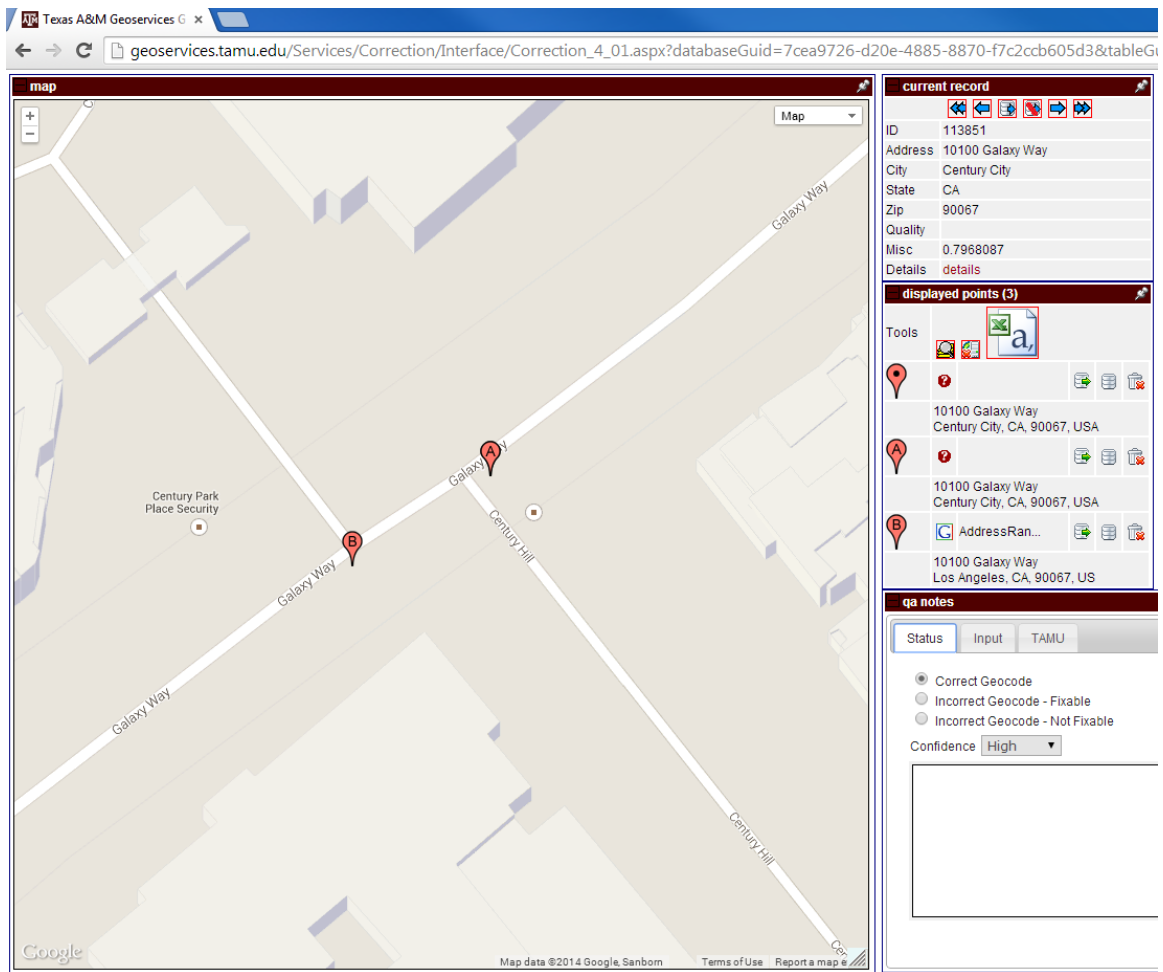 Texas A&M Geoservices G
geoservices.tamu.edu/Services/Correction/Interface/Correction_4_01.aspx?databaseGuid=7cea9726-d20e-4885-8870-f7c2ccb605d3&tableGu
map
+
−
Map
Galaxy Way
A
Galaxy Way
Century Park
Place Security
Century Hill
B
Galaxy Way
Galaxy Way
Century Hill
Google
Map data ©2014 Google, Sanborn
Terms of Use
Report a map e
current record
ID 113851
Address 10100 Galaxy Way
City Century City
State CA
Zip 90067
Quality
Misc 0.7968087
Details details
displayed points (3)
Tools
a,
?
10100 Galaxy Way
Century City, CA, 90067, USA
A ?
10100 Galaxy Way
Century City, CA, 90067, USA
B G AddressRan...
10100 Galaxy Way
Los Angeles, CA, 90067, US
qa notes
Status Input TAMU
Correct Geocode
Incorrect Geocode - Fixable
Incorrect Geocode - Not Fixable
Confidence High